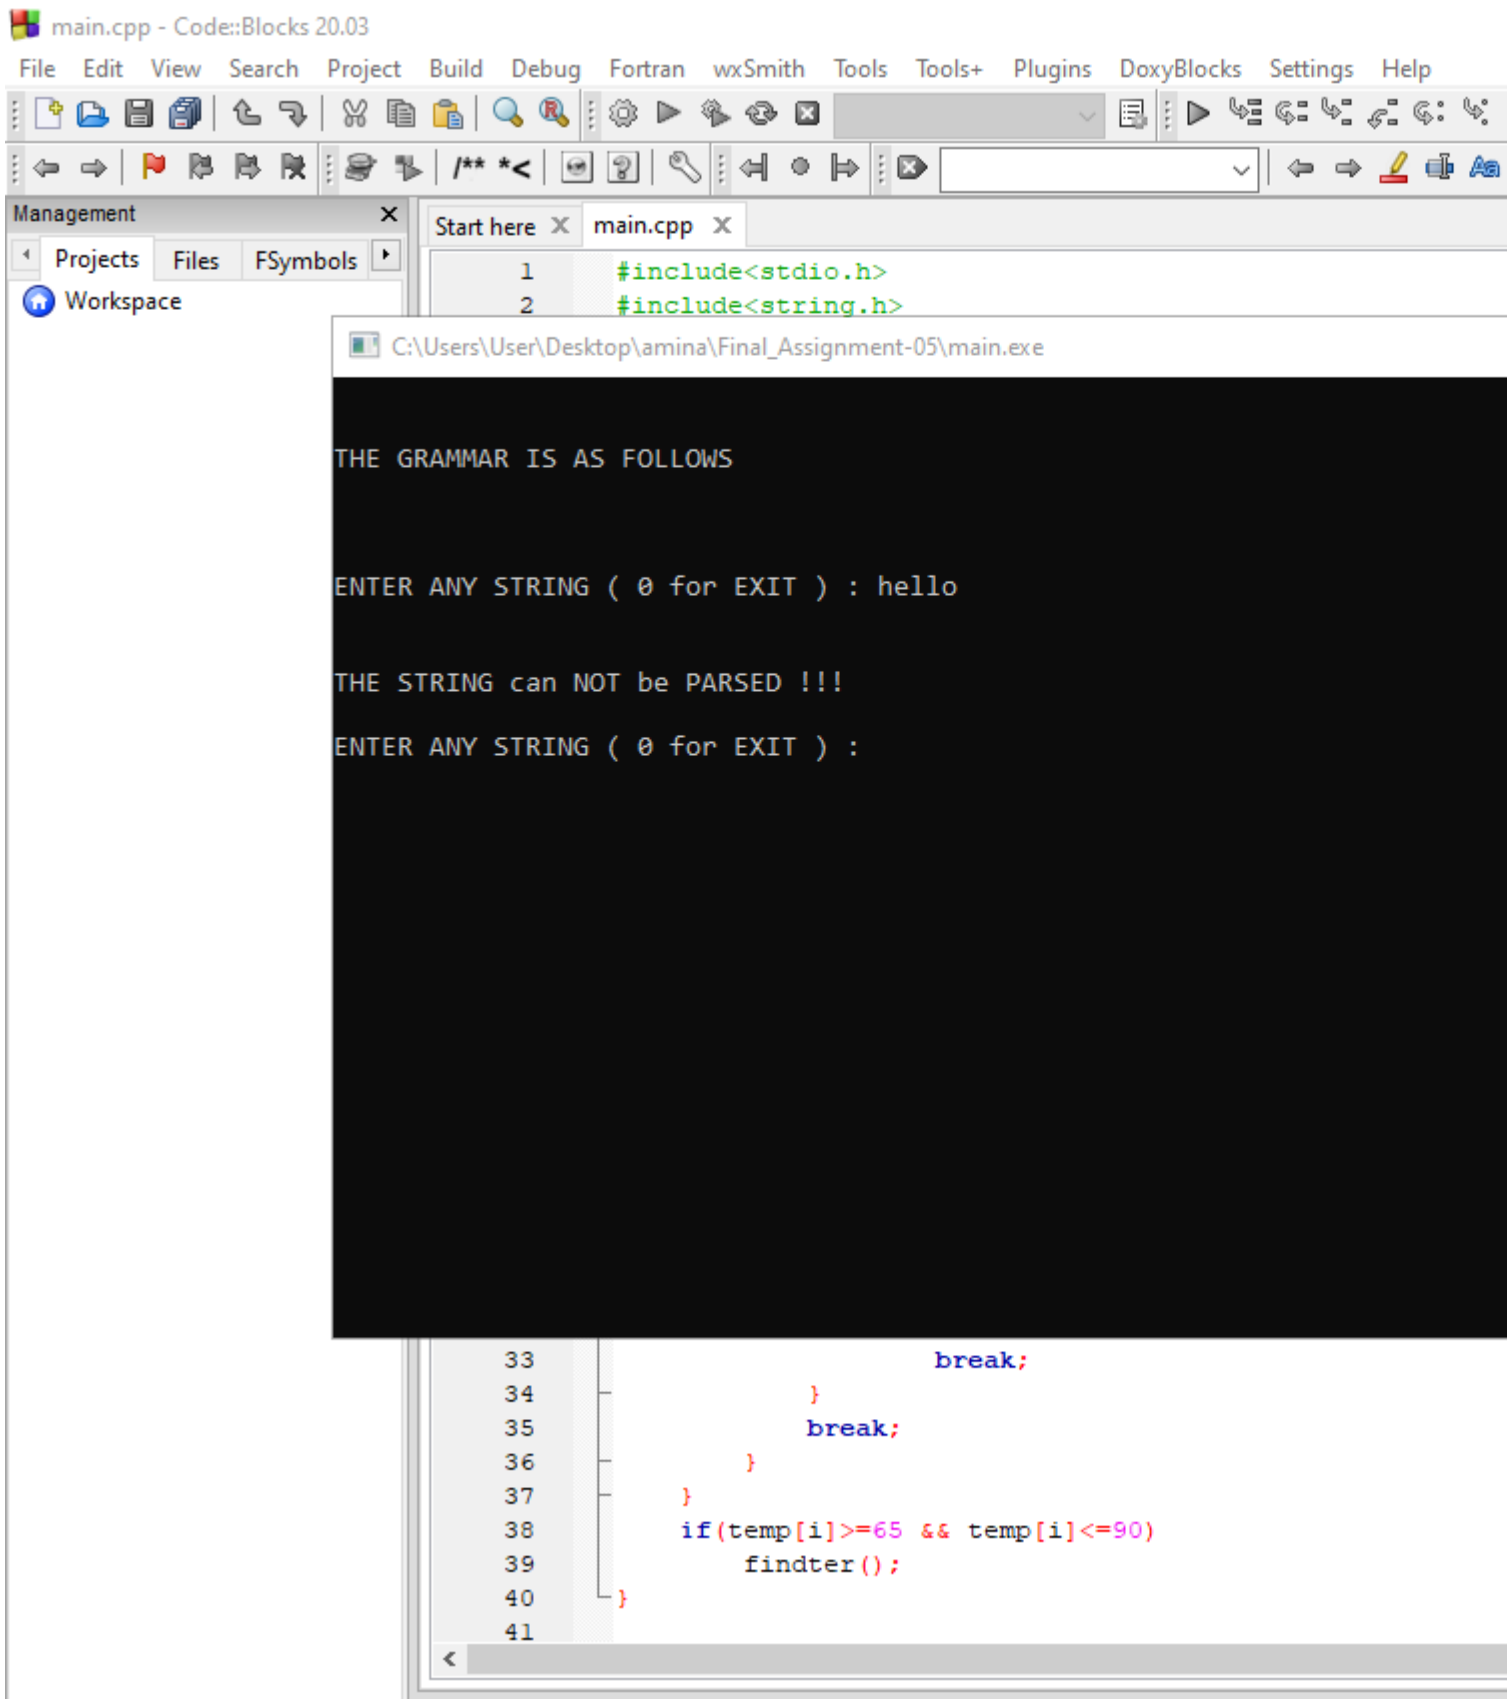 main.cpp - Code::Blocks 20.03
File Edit View Search Project Build Debug Fortran wxSmith Tools Tools+ Plugins DoxyBlocks Settings Help
/** *<
Management
Start here main.cpp
Projects Files FSymbols
Workspace
1 #include<stdio.h>
2 #include<string.h>
C:\Users\User\Desktop\amina\Final_Assignment-05\main.exe
THE GRAMMAR IS AS FOLLOWS
ENTER ANY STRING ( 0 for EXIT ) : hello
THE STRING can NOT be PARSED !!!
ENTER ANY STRING ( 0 for EXIT ) :
33 break;
34 }
35 break;
36 }
37 }
38 if(temp[i]>=65 && temp[i]<=90)
39 findter();
40 }
41